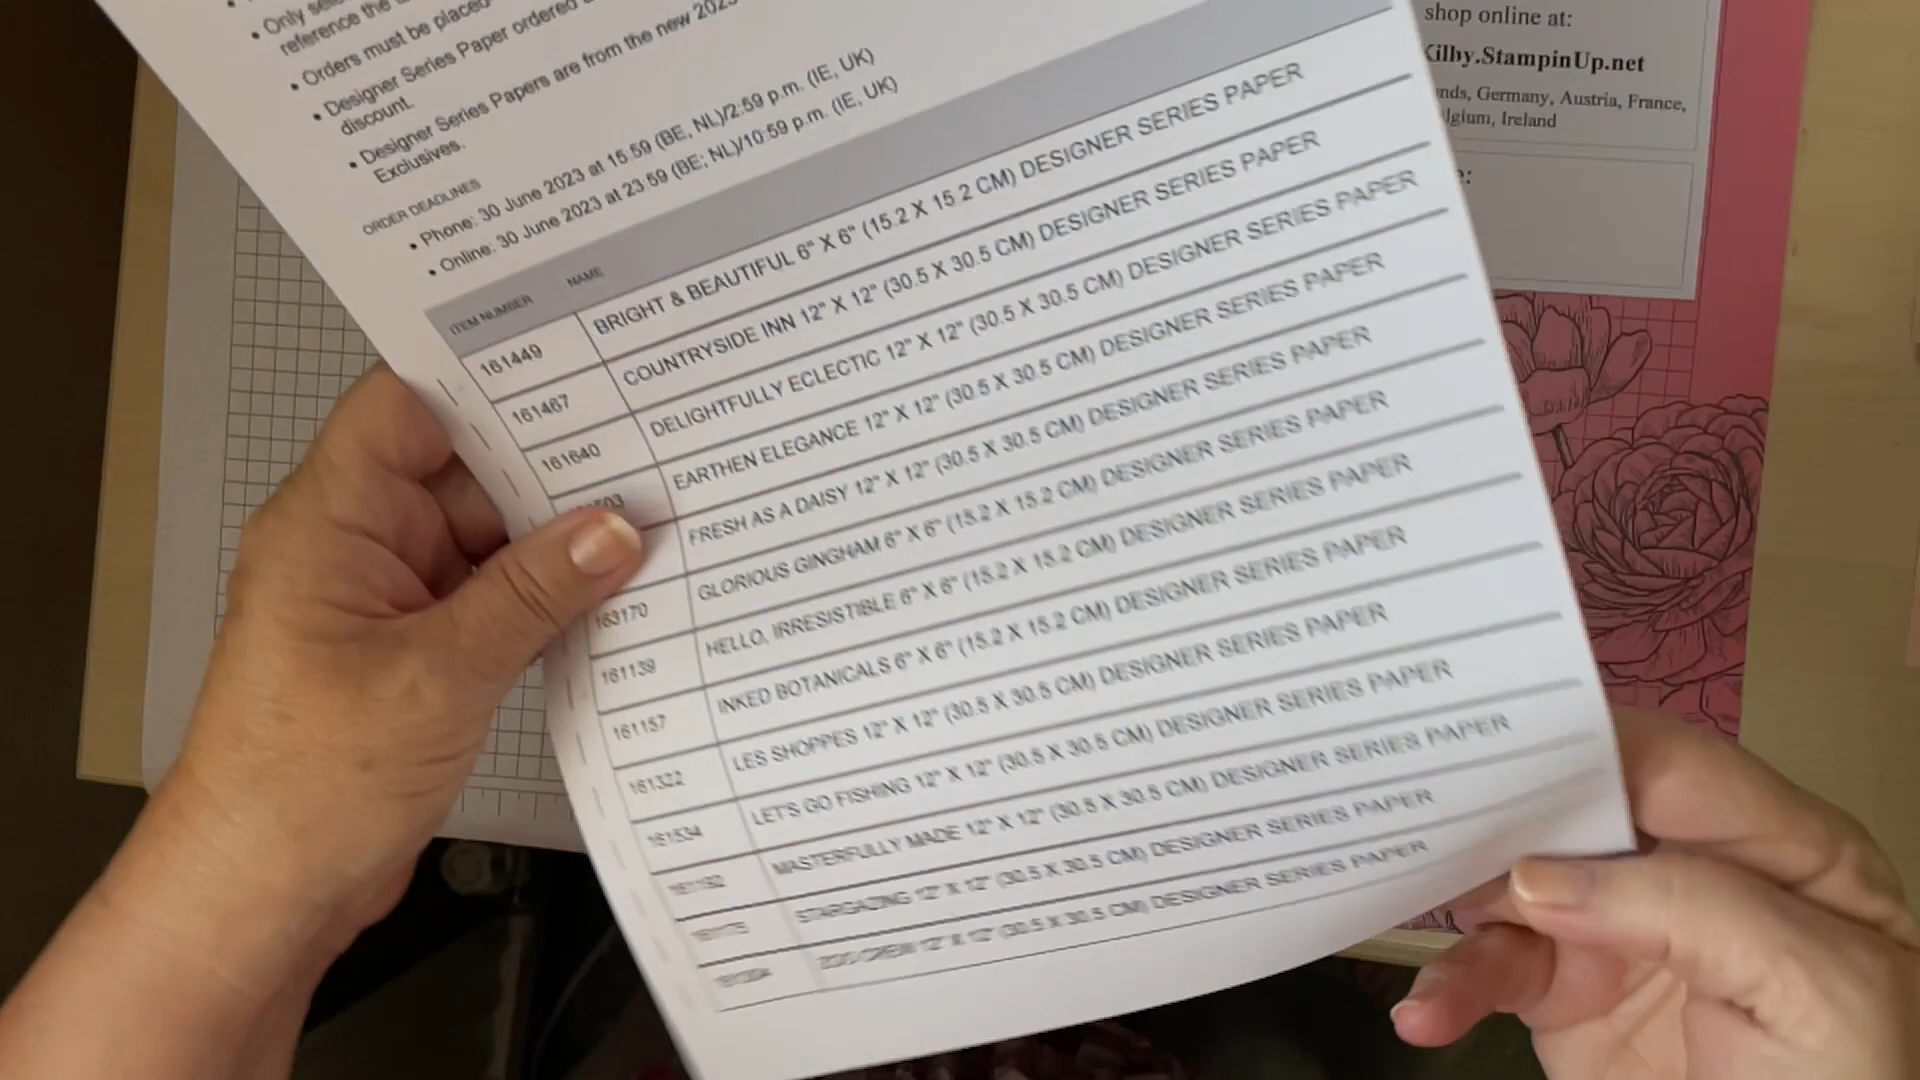 • Only
reference the
• Orders must be placed
• Designer Series Paper ordered
discount.
• Designer Series Papers are from the new 2023
Exclusives.
ORDER DEADLINES
• Phone: 30 June 2023 at 15:59 (BE, NL)/2:59 p.m. (IE, UK)
• Online: 30 June 2023 at 23:59 (BE; NL)/10:59 p.m. (IE, UK)
ITEM NUMBER NAME
161449 BRIGHT & BEAUTIFUL 6" X 6" (15.2 X 15.2 CM) DESIGNER SERIES PAPER
161467 COUNTRYSIDE INN 12" X 12" (30.5 X 30.5 CM) DESIGNER SERIES PAPER
161640 DELIGHTFULLY ECLECTIC 12" X 12" (30.5 X 30.5 CM) DESIGNER SERIES PAPER
EARTHEN ELEGANCE 12" X 12" (30.5 X 30.5 CM) DESIGNER SERIES PAPER
FRESH AS A DAISY 12" X 12" (30.5 X 30.5 CM) DESIGNER SERIES PAPER
163170 GLORIOUS GINGHAM 6" X 6" (15.2 X 15.2 CM) DESIGNER SERIES PAPER
161139 HELLO, IRRESISTIBLE 6" X 6" (15.2 X 15.2 CM) DESIGNER SERIES PAPER
161157 INKED BOTANICALS 6" X 6" (15.2 X 15.2 CM) DESIGNER SERIES PAPER
161322 LES SHOPPES 12" X 12" (30.5 X 30.5 CM) DESIGNER SERIES PAPER
161534 LET'S GO FISHING 12" X 12" (30.5 X 30.5 CM) DESIGNER SERIES PAPER
MASTERFULLY MADE 12" X 12" (30.5 X 30.5 CM) DESIGNER SERIES PAPER
STARGAZING 12" X 12" (30.5 X 30.5 CM) DESIGNER SERIES PAPER
ZOO CREW 12" X 12" (30.5 X 30.5 CM) DESIGNER SERIES PAPER
shop online at:
Kilby.StampinUp.net
nds, Germany, Austria, France,
lgium, Ireland
e: